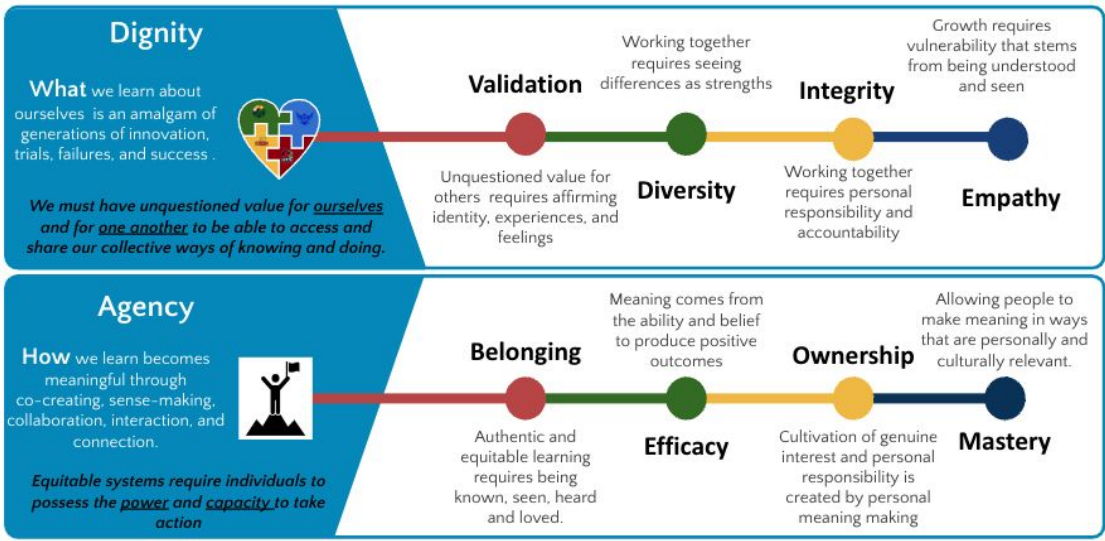 Dignity
What we learn about
ourselves is an amalgam of
generations of innovation,
trials, failures, and success .
We must have unquestioned value for ourselves
and for one another to be able to access and
share our collective ways of knowing and doing.
Validation
Unquestioned value for
others requires affirming
identity, experiences, and
feelings
Working together
requires seeing
differences as strengths
Diversity
Integrity
Working together
requires personal
responsibility and
accountability
Growth requires
vulnerability that stems
from being understood
and seen
Empathy
Agency
How we learn becomes
meaningful through
co-creating, sense-making,
collaboration, interaction, and
connection.
Equitable systems require individuals to
possess the power and capacity to take
action
Belonging
Authentic and
equitable learning
requires being
known, seen, heard
and loved.
Meaning comes from
the ability and belief
to produce positive
outcomes
Efficacy
Ownership
Cultivation of genuine
interest and personal
responsibility is
created by personal
meaning making
Allowing people to
make meaning in ways
that are personally and
culturally relevant.
Mastery